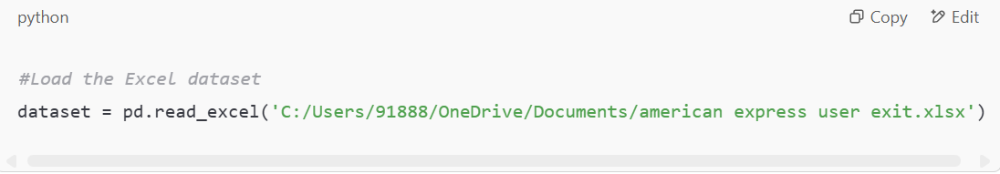 python
Copy
Edit
#Load the Excel dataset
dataset = pd.read_excel('C:/Users/91888/OneDrive/Documents/american express user exit.xlsx')